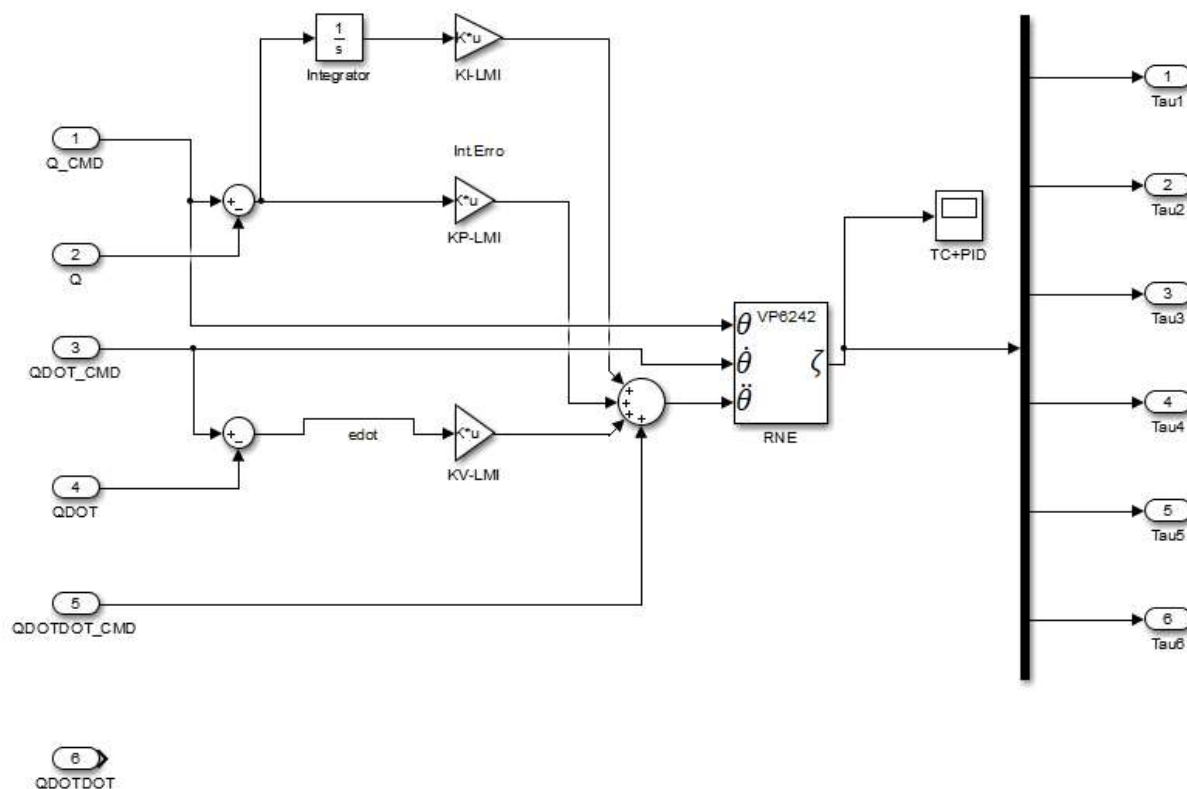 1
s
Integrator
K*u
KI-LMI
1
Q_CMD
Int.Erro
K*u
KP-LMI
2
Q
3
QDOT_CMD
edot
K*u
KV-LMI
4
QDOT
5
QDOTDOT_CMD
6
QDOTDOT
+
−
+
−
+
+
+
+
VP6242
θ
θ̇
θ̈
ζ
RNE
TC+PID
1
Tau1
2
Tau2
3
Tau3
4
Tau4
5
Tau5
6
Tau6